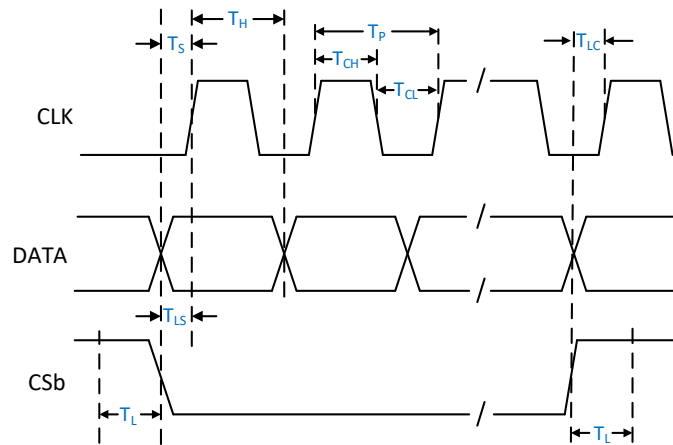 T_H
T_P
T_S
T_LC
T_CH
T_CL
CLK
DATA
T_LS
CSb
T_L
T_L